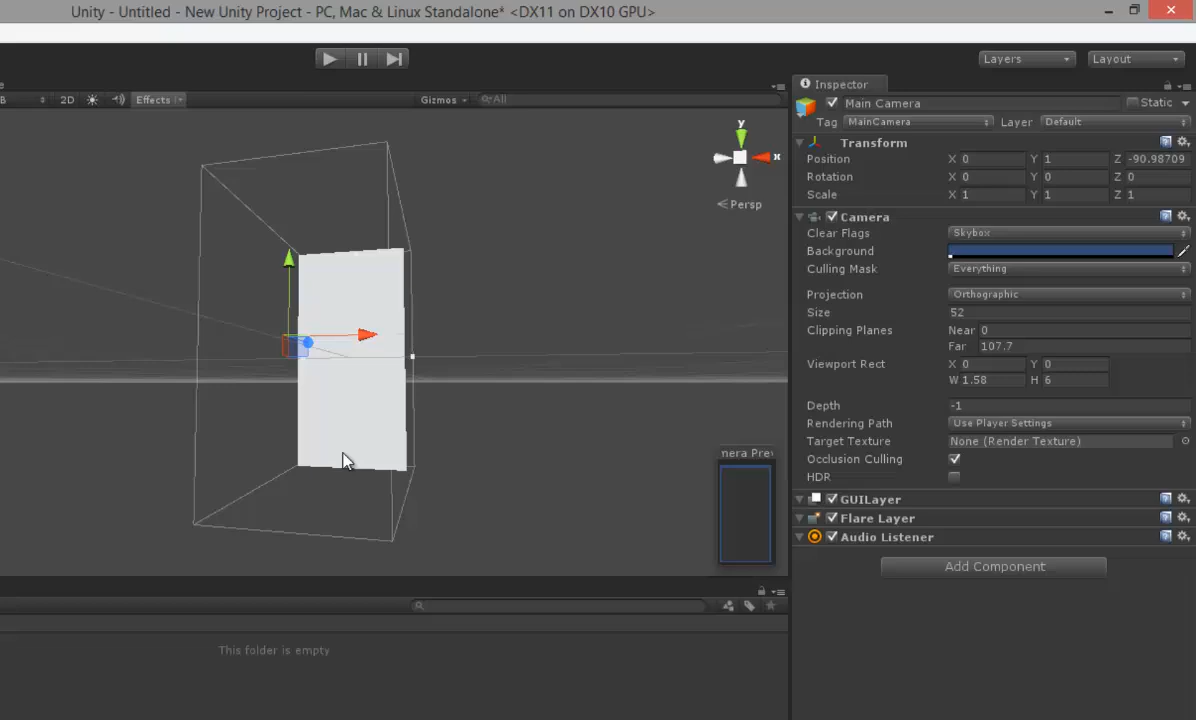 Unity - Untitled - New Unity Project - PC, Mac & Linux Standalone* <DX11 on DX10 GPU>
Layers
Layout
Inspector
B
2D
Effects
Gizmos
All
Main Camera
Static
Tag MainCamera Layer Default
Transform
Position X 0 Y 1 Z -90.98709
Rotation X 0 Y 0 Z 0
Scale X 1 Y 1 Z 1
y
x
Persp
Camera
Clear Flags Skybox
Background
Culling Mask Everything
Projection Orthographic
Size 52
Clipping Planes Near 0
Far 107.7
Viewport Rect X 0 Y 0
W 1.58 H 6
Depth -1
Rendering Path Use Player Settings
Target Texture None (Render Texture)
Occlusion Culling
HDR
nera Prev
GUILayer
Flare Layer
Audio Listener
Add Component
This folder is empty